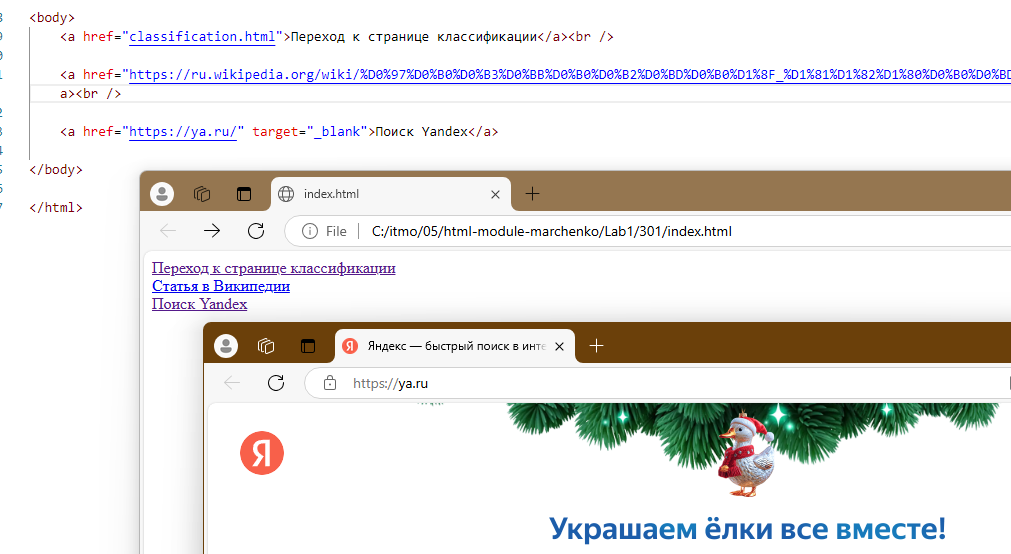 <body>
<a href="classification.html">Переход к странице классификации</a><br />
<a href="https://ru.wikipedia.org/wiki/%D0%97%D0%B0%D0%B3%D0%BB%D0%B0%D0%B2%D0%BD%D0%B0%D1%8F_%D1%81%D1%82%D1%80%D0%B0%D0%BD
a><br />
<a href="https://ya.ru/" target="_blank">Поиск Yandex</a>
</body>
</html>
index.html
File
C:/itmo/05/html-module-marchenko/Lab1/301/index.html
Переход к странице классификации
Статья в Википедии
Поиск Yandex
Яндекс — быстрый поиск в инте
https://ya.ru
Я
Украшаем ёлки все вместе!